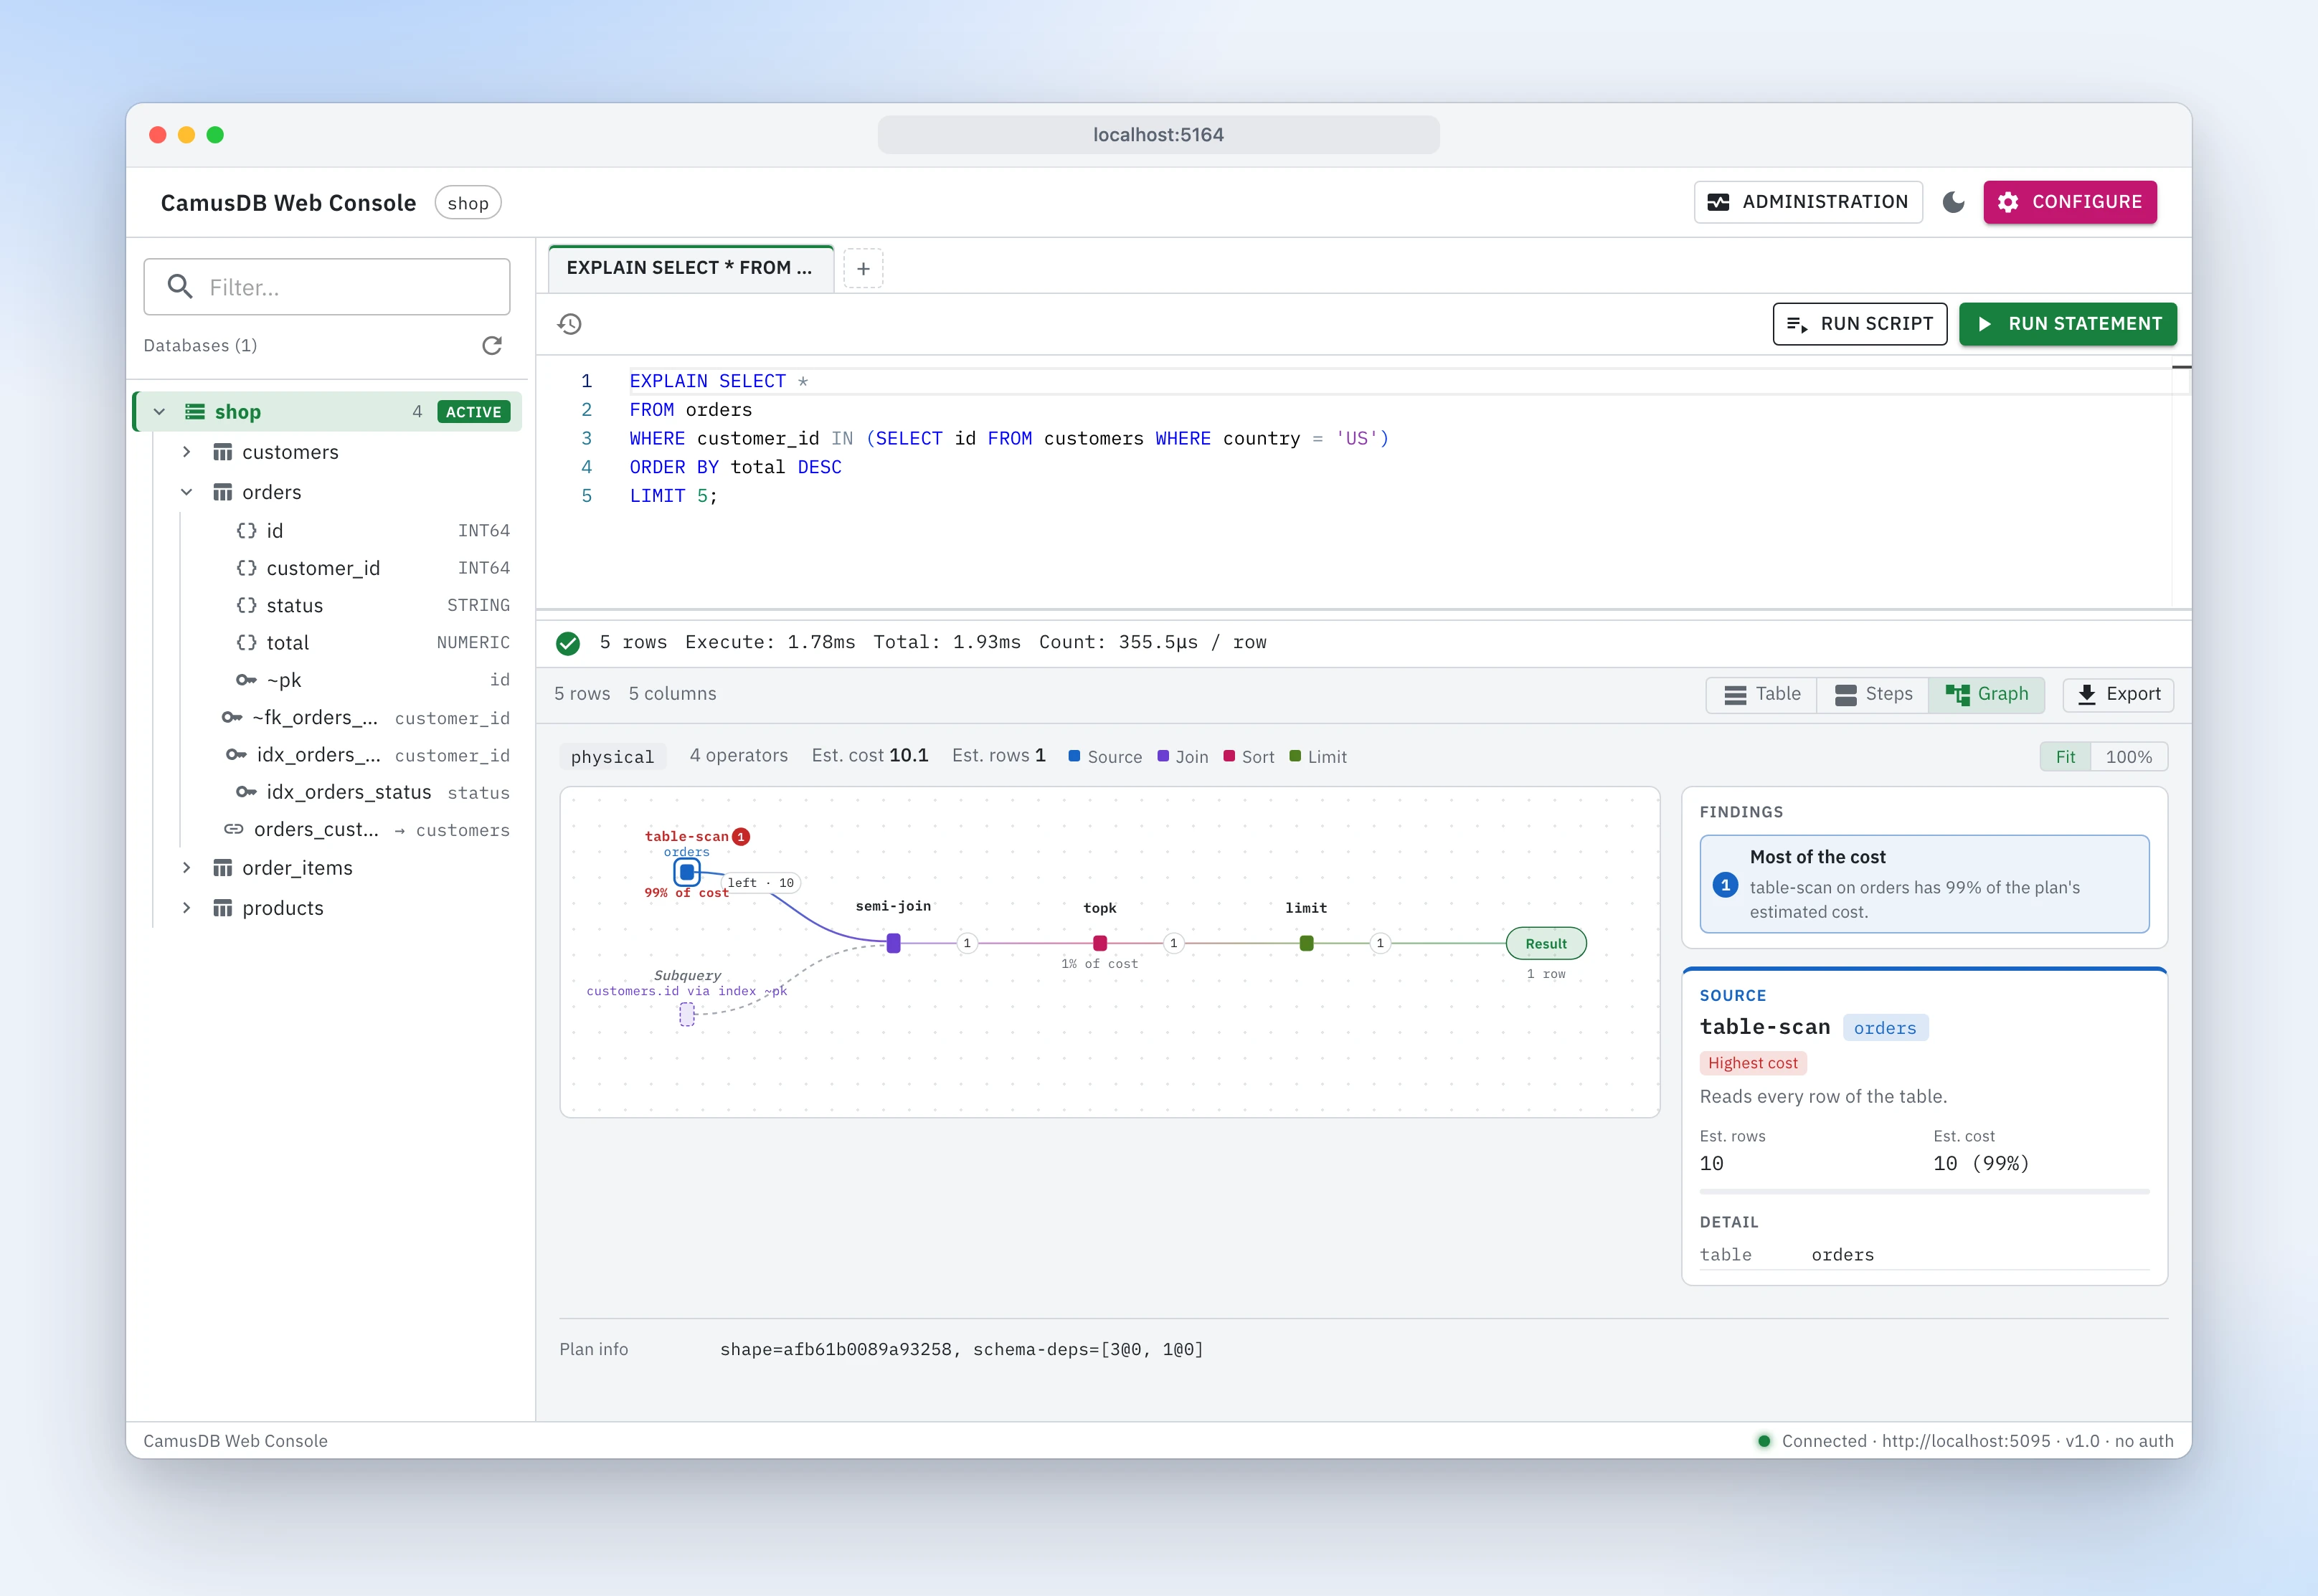 localhost:5164
CamusDB Web Console shop
ADMINISTRATION CONFIGURE
Filter...
Databases (1)
shop 4 ACTIVE
customers
orders
id INT64
customer_id INT64
status STRING
total NUMERIC
~pk id
~fk_orders_... customer_id
idx_orders_... customer_id
idx_orders_status status
orders_cust... → customers
order_items
products
EXPLAIN SELECT * FROM ... +
RUN SCRIPT RUN STATEMENT
1 EXPLAIN SELECT *
2 FROM orders
3 WHERE customer_id IN (SELECT id FROM customers WHERE country = 'US')
4 ORDER BY total DESC
5 LIMIT 5;
5 rows Execute: 1.78ms Total: 1.93ms Count: 355.5µs / row
5 rows 5 columns
Table Steps Graph Export
physical 4 operators Est. cost 10.1 Est. rows 1 Source Join Sort Limit
Fit 100%
table-scan 1
orders
left · 10
99% of cost
semi-join
1
topk
1% of cost
1
limit
1
Result
1 row
Subquery
customers.id via index ~pk
FINDINGS
1 Most of the cost
table-scan on orders has 99% of the plan's
estimated cost.
SOURCE
table-scan orders
Highest cost
Reads every row of the table.
Est. rows Est. cost
10 10 (99%)
DETAIL
table orders
Plan info shape=afb61b0089a93258, schema-deps=[3@0, 1@0]
CamusDB Web Console
Connected · http://localhost:5095 · v1.0 · no auth